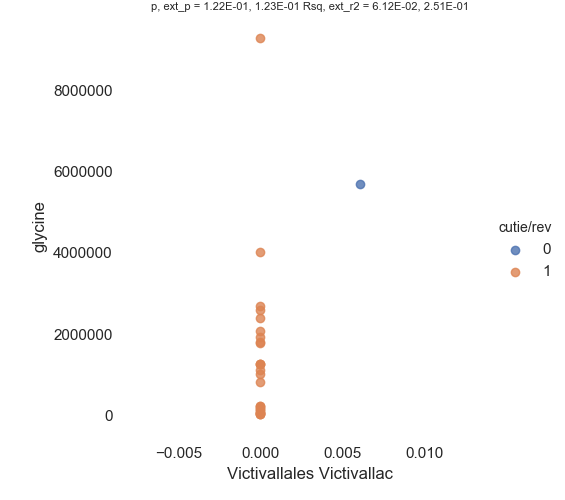 p, ext_p = 1.22E-01, 1.23E-01 Rsq, ext_r2 = 6.12E-02, 2.51E-01
8000000
6000000
4000000
2000000
0
glycine
cutie/rev
0
1
−0.005
0.000
0.005
0.010
Victivallales Victivallac